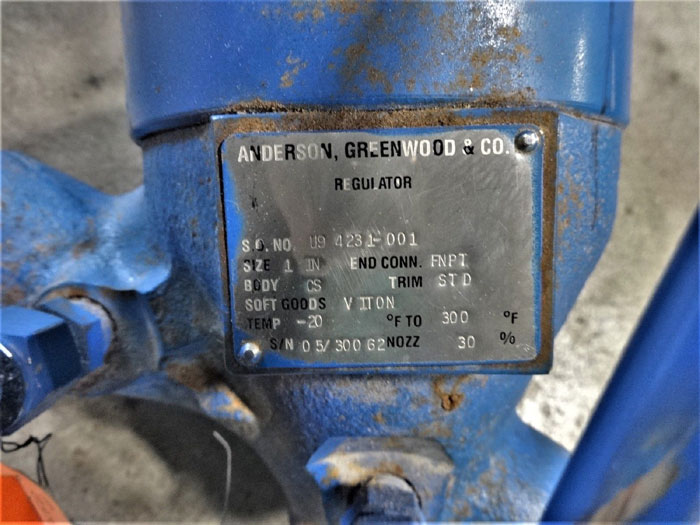 ANDERSON, GREENWOOD & CO.
REGULATOR
S.O. NO. U9 4231-001
SIZE 1 IN END CONN. FNPT
BODY CS TRIM STD
SOFT GOODS VITON
TEMP -20 °F TO 300 °F
S/N 05/30062 NOZZ 30 %